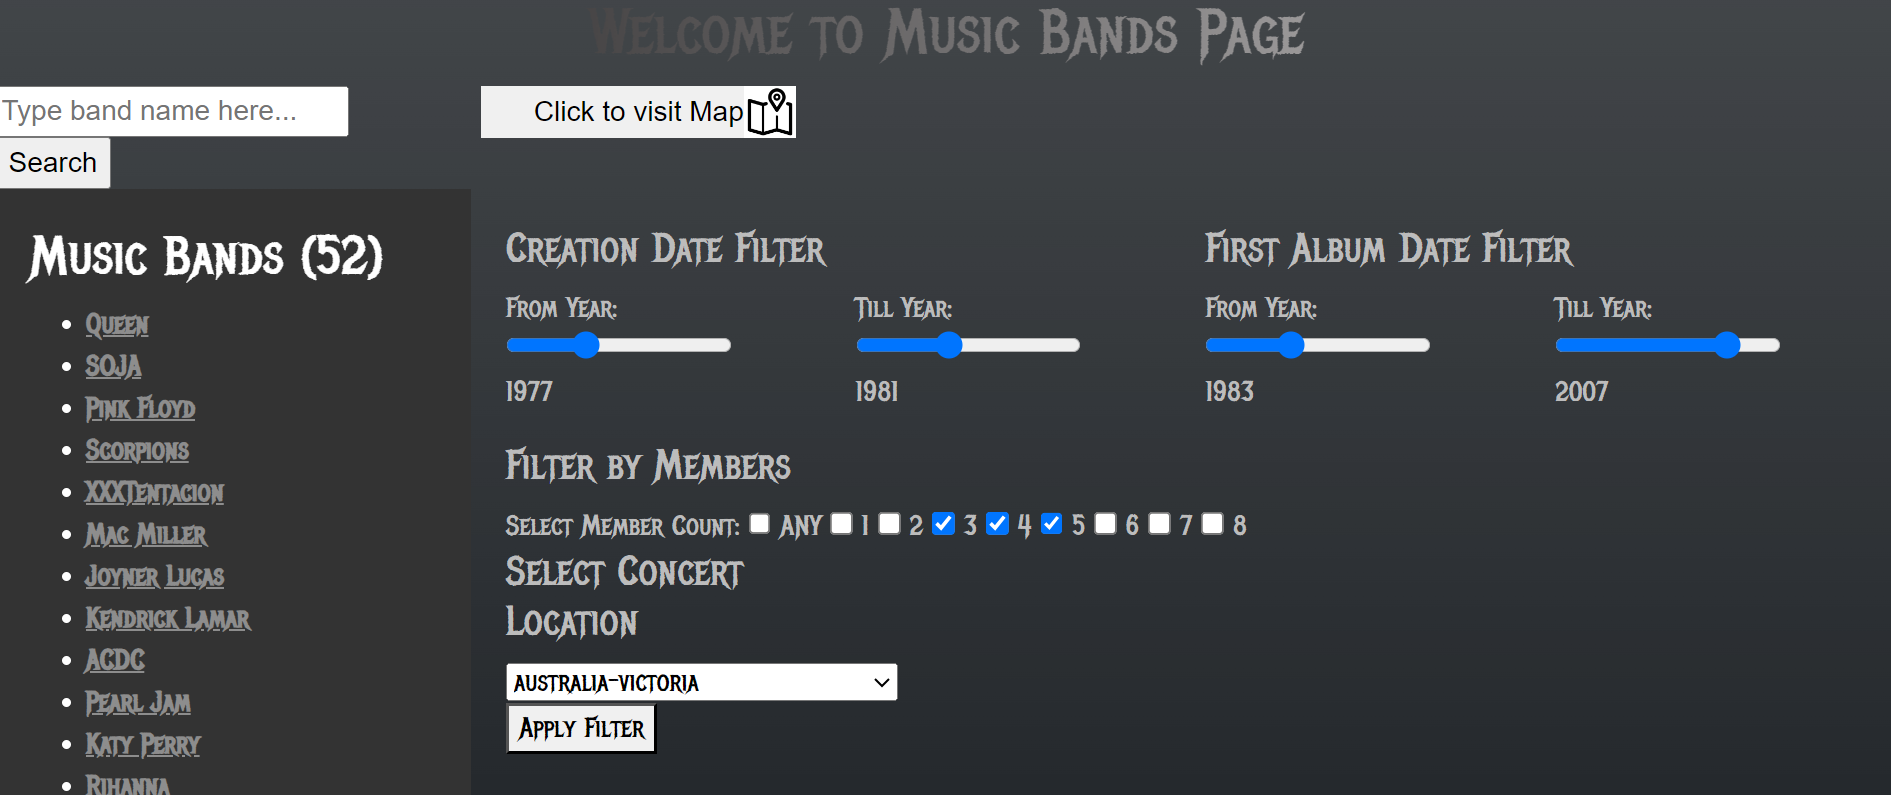 Welcome to Music Bands Page
Type band name here...
Click to visit Map
Search
Music Bands (52)
Queen
SOJA
Pink Floyd
Scorpions
XXXTentacion
Mac Miller
Joyner Lucas
Kendrick Lamar
ACDC
Pearl Jam
Katy Perry
Rihanna
Creation Date Filter
From Year:
1977
Till Year:
1981
First Album Date Filter
From Year:
1983
Till Year:
2007
Filter by Members
Select Member Count: ANY 1 2 3 4 5 6 7 8
Select Concert
Location
AUSTRALIA-VICTORIA
Apply Filter